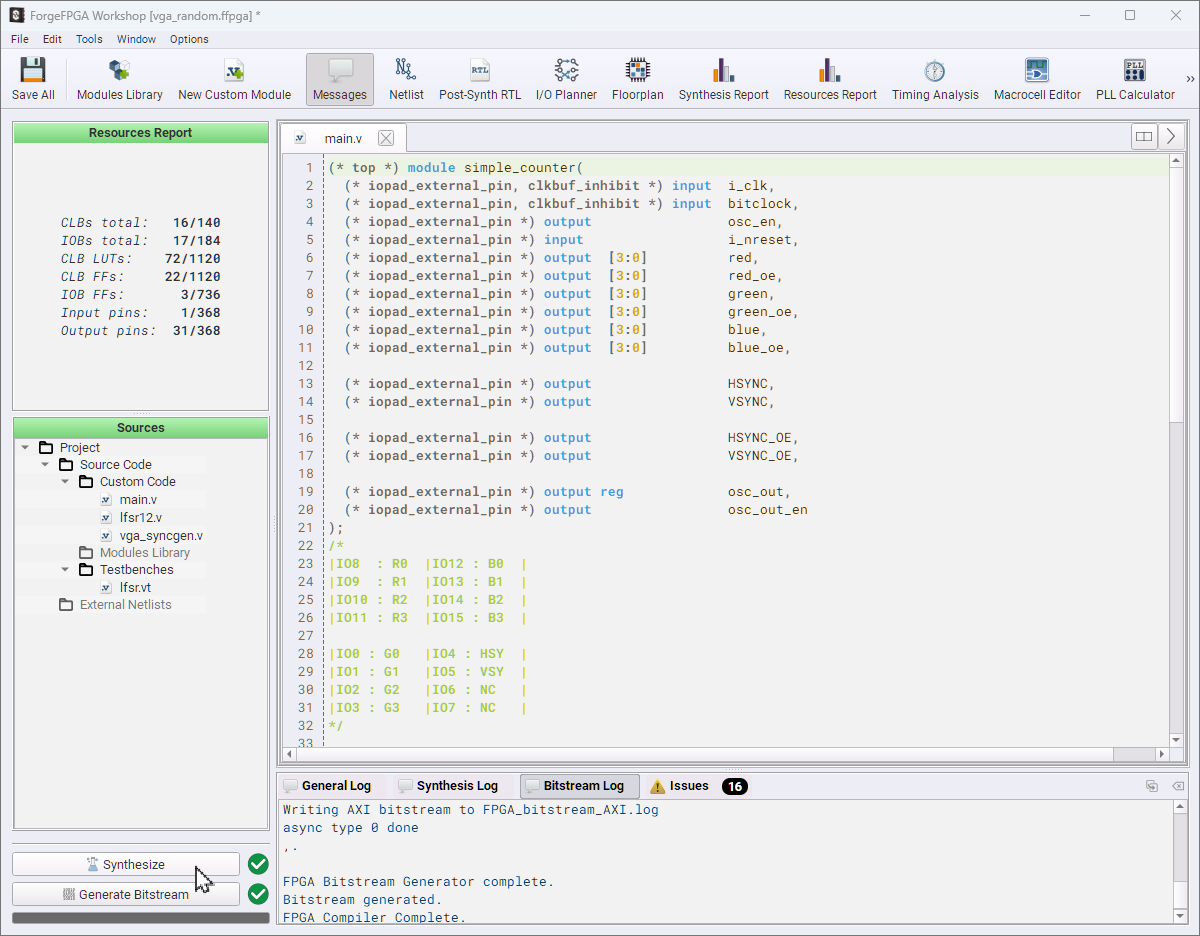 ForgeFPGA Workshop [vga_random.ffpga] *
File Edit Tools Window Options
Save All Modules Library New Custom Module Messages Netlist Post-Synth RTL I/O Planner Floorplan Synthesis Report Resources Report Timing Analysis Macrocell Editor PLL Calculator »
Resources Report
CLBs total: 16/140
IOBs total: 17/184
CLB LUTs: 72/1120
CLB FFs: 22/1120
IOB FFs: 3/736
Input pins: 1/368
Output pins: 31/368
Sources
Project
Source Code
Custom Code
main.v
lfsr12.v
vga_syncgen.v
Modules Library
Testbenches
lfsr.vt
External Netlists
Synthesize
Generate Bitstream
main.v
1 (* top *) module simple_counter(
2 (* iopad_external_pin, clkbuf_inhibit *) input i_clk,
3 (* iopad_external_pin, clkbuf_inhibit *) input bitclock,
4 (* iopad_external_pin *) output osc_en,
5 (* iopad_external_pin *) input i_nreset,
6 (* iopad_external_pin *) output [3:0] red,
7 (* iopad_external_pin *) output [3:0] red_oe,
8 (* iopad_external_pin *) output [3:0] green,
9 (* iopad_external_pin *) output [3:0] green_oe,
10 (* iopad_external_pin *) output [3:0] blue,
11 (* iopad_external_pin *) output [3:0] blue_oe,
12
13 (* iopad_external_pin *) output HSYNC,
14 (* iopad_external_pin *) output VSYNC,
15
16 (* iopad_external_pin *) output HSYNC_OE,
17 (* iopad_external_pin *) output VSYNC_OE,
18
19 (* iopad_external_pin *) output reg osc_out,
20 (* iopad_external_pin *) output osc_out_en
21 );
22 /*
23 |IO8 : R0 |IO12 : B0 |
24 |IO9 : R1 |IO13 : B1 |
25 |IO10 : R2 |IO14 : B2 |
26 |IO11 : R3 |IO15 : B3 |
27
28 |IO0 : G0 |IO4 : HSY |
29 |IO1 : G1 |IO5 : VSY |
30 |IO2 : G2 |IO6 : NC |
31 |IO3 : G3 |IO7 : NC |
32 */
33
General Log Synthesis Log Bitstream Log Issues 16
Writing AXI bitstream to FPGA_bitstream_AXI.log
async type 0 done
,.
FPGA Bitstream Generator complete.
Bitstream generated.
FPGA Compiler Complete.